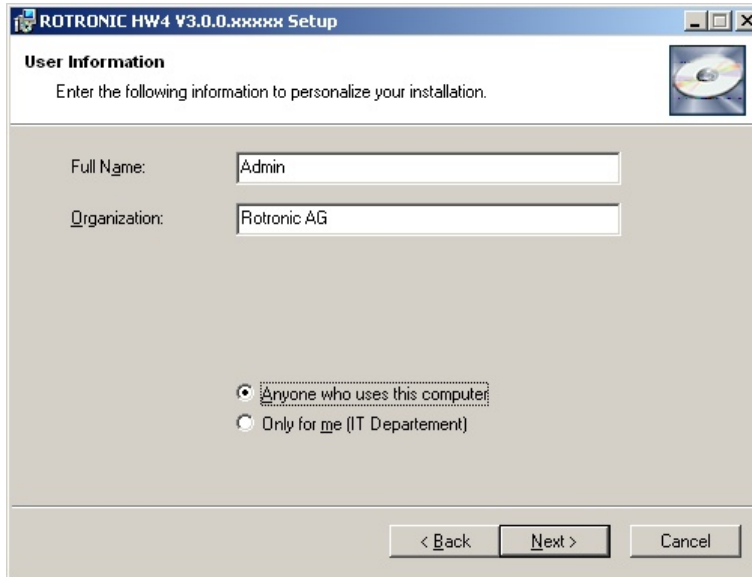 ROTRONIC HW4 V3.0.0.xxxxx Setup
User Information
Enter the following information to personalize your installation.
Full Name:
Admin
Organization:
Rotronic AG
Anyone who uses this computer
Only for me (IT Departement)
< Back
Next >
Cancel